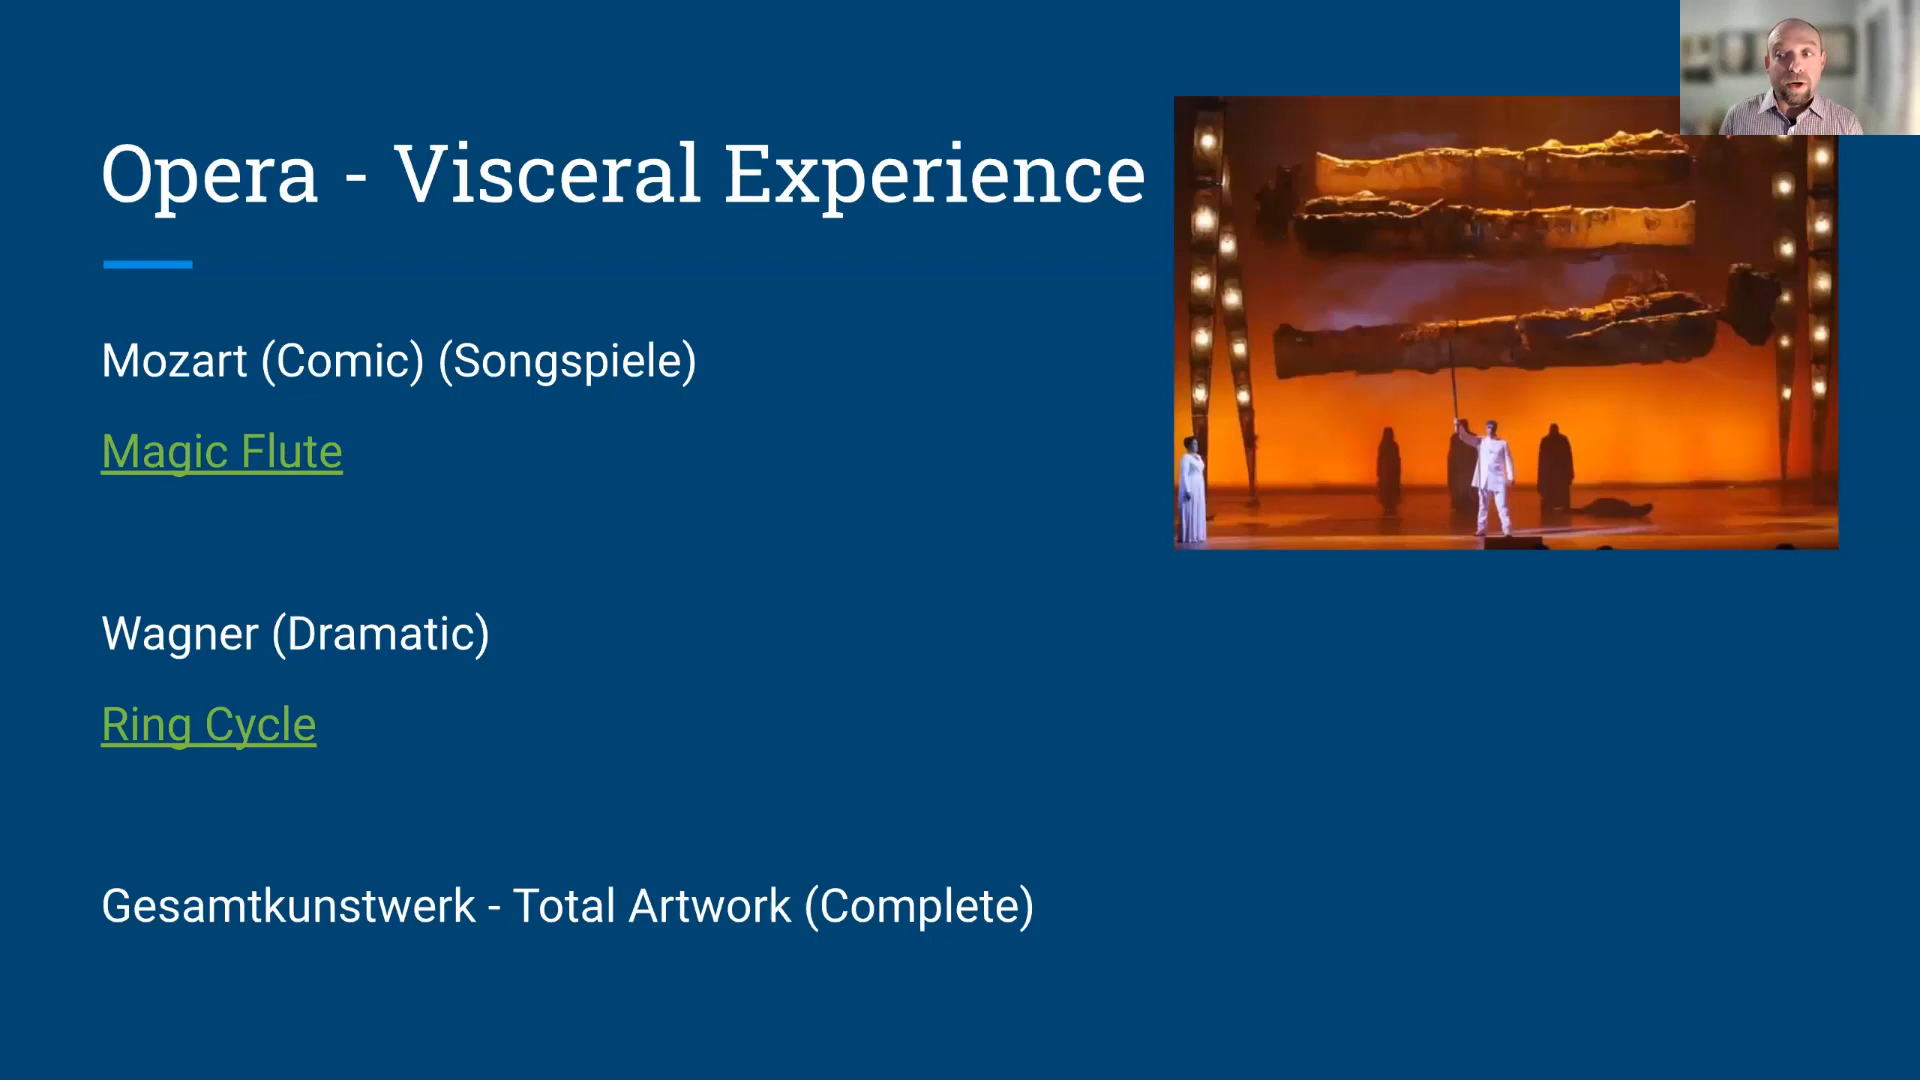 Opera - Visceral Experience
Mozart (Comic) (Songspiele)
Magic Flute
Wagner (Dramatic)
Ring Cycle
Gesamtkunstwerk - Total Artwork (Complete)